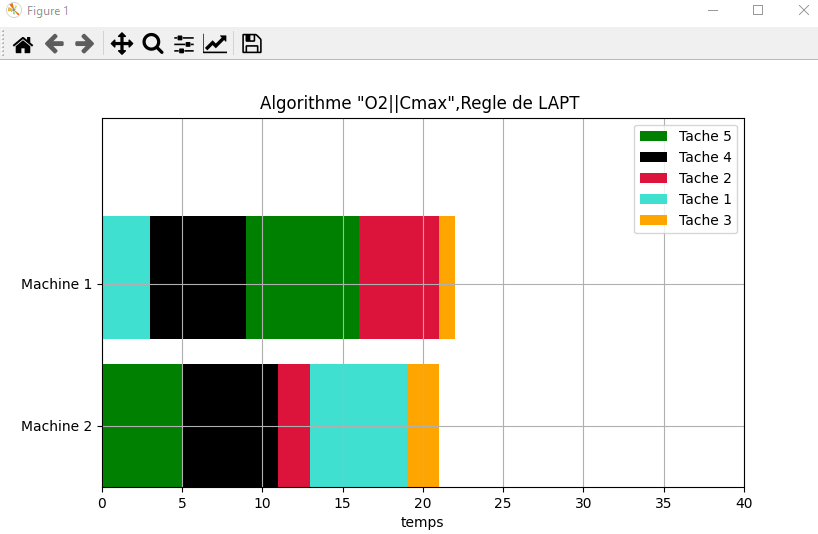 Figure 1
Algorithme "O2||Cmax",Regle de LAPT
Tache 5
Tache 4
Tache 2
Tache 1
Tache 3
Machine 1
Machine 2
0 5 10 15 20 25 30 35 40
temps